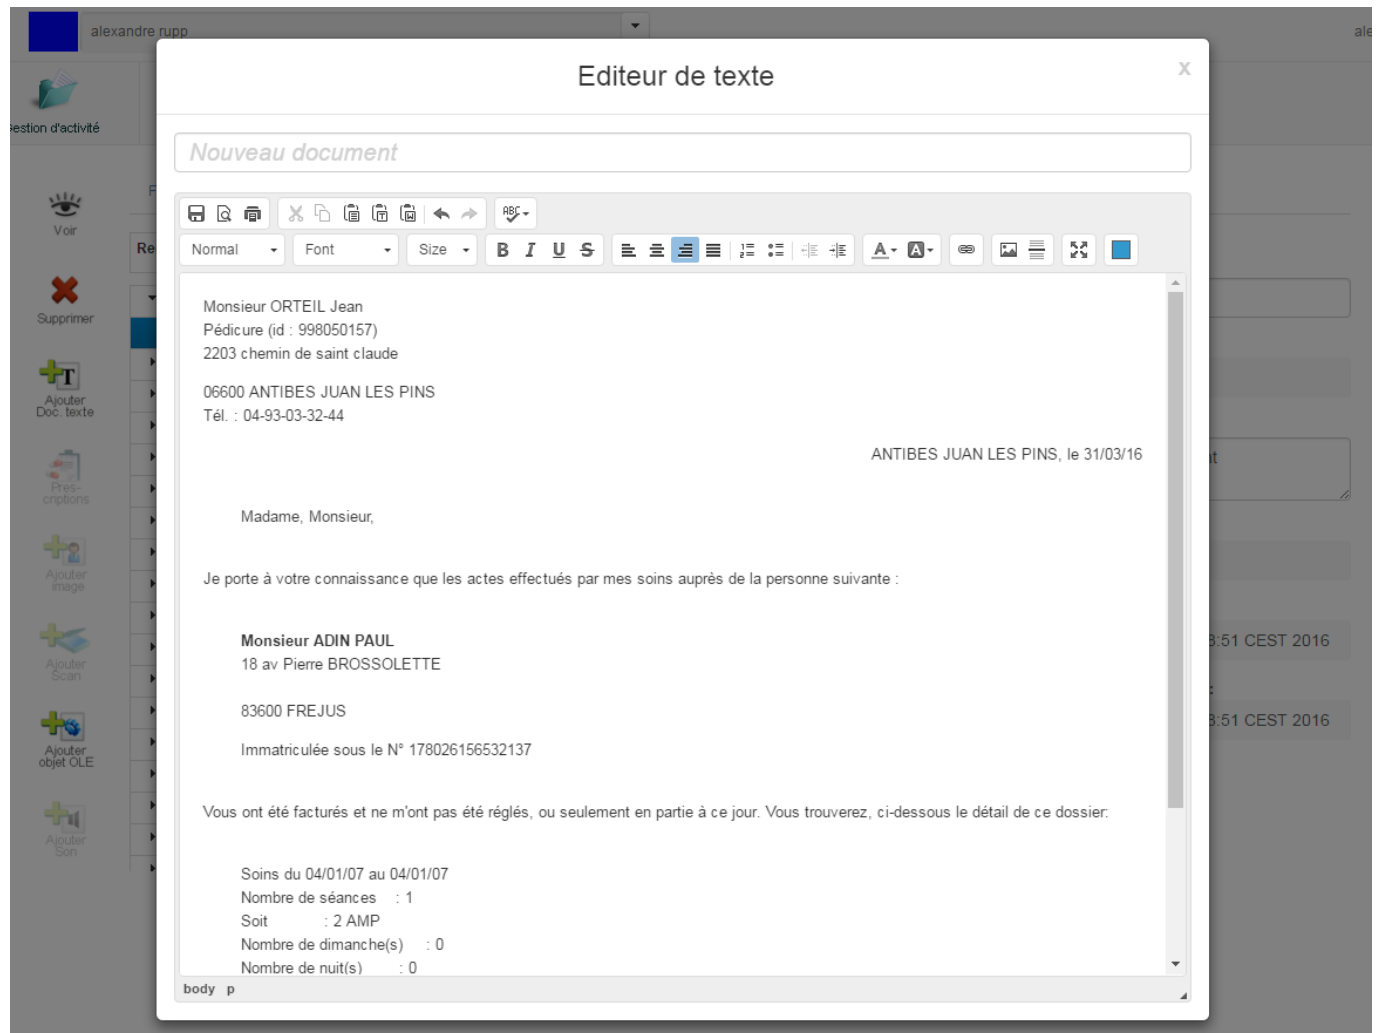 alexandre rupp
ale
Editeur de texte
x
Gestion d'activité
Nouveau document
Voir
F
Re
Normal
Font
Size
B I U S
A
A
ABC
Supprimer
Ajouter
Doc. texte
Pres-
criptions
Ajouter
image
Ajouter
Scan
Ajouter
objet OLE
Ajouter
Son
Monsieur ORTEIL Jean
Pédicure (id : 998050157)
2203 chemin de saint claude
06600 ANTIBES JUAN LES PINS
Tél. : 04-93-03-32-44
ANTIBES JUAN LES PINS, le 31/03/16
Madame, Monsieur,
Je porte à votre connaissance que les actes effectués par mes soins auprès de la personne suivante :
Monsieur ADIN PAUL
18 av Pierre BROSSOLETTE
83600 FREJUS
Immatriculée sous le N° 178026156532137
Vous ont été facturés et ne m'ont pas été réglés, ou seulement en partie à ce jour. Vous trouverez, ci-dessous le détail de ce dossier:
Soins du 04/01/07 au 04/01/07
Nombre de séances : 1
Soit : 2 AMP
Nombre de dimanche(s) : 0
Nombre de nuit(s) : 0
body p
8:51 CEST 2016
:
8:51 CEST 2016